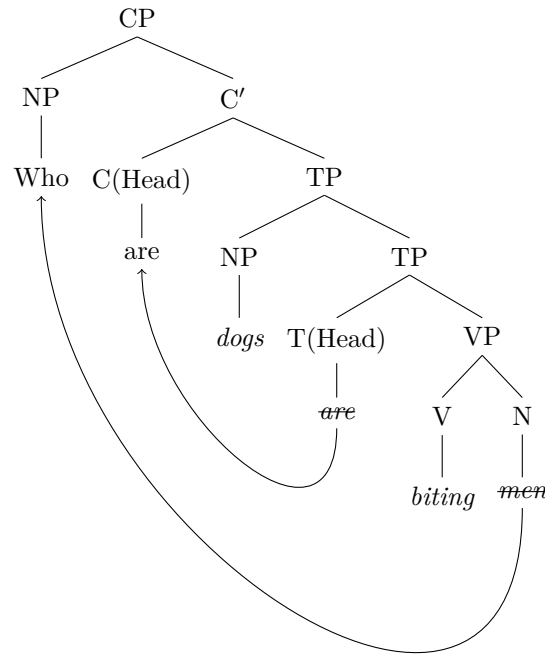 CP
NP C′
Who C(Head) TP
are NP TP
dogs T(Head) VP
are V N
biting men